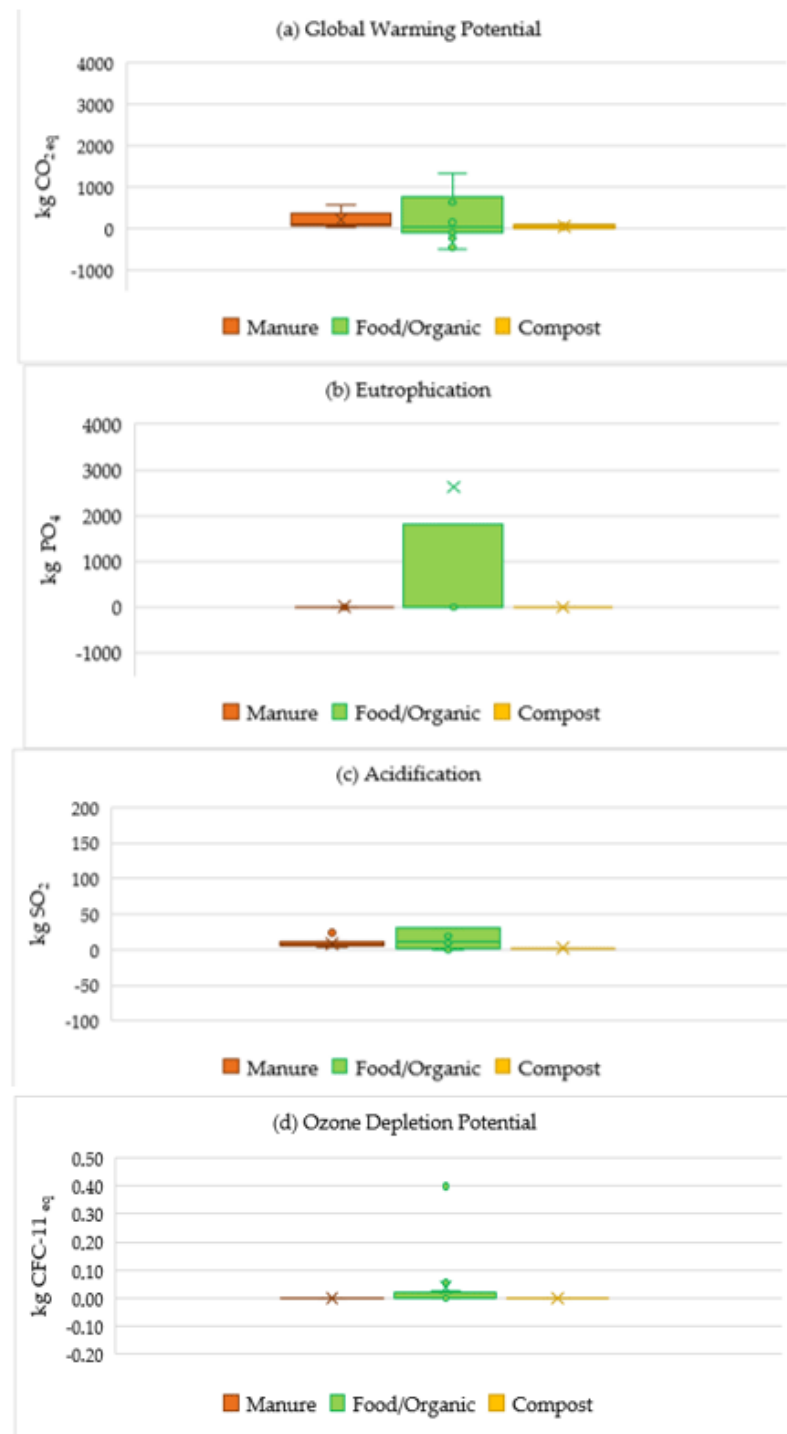 (a) Global Warming Potential
4000
3000
2000
1000
0
-1000
kg CO2 eq
Manure Food/Organic Compost
(b) Eutrophication
4000
3000
2000
1000
0
-1000
kg PO4
Manure Food/Organic Compost
(c) Acidification
200
150
100
50
0
-50
-100
kg SO2
Manure Food/Organic Compost
(d) Ozone Depletion Potential
0.50
0.40
0.30
0.20
0.10
0.00
-0.10
-0.20
kg CFC-11 eq
Manure Food/Organic Compost